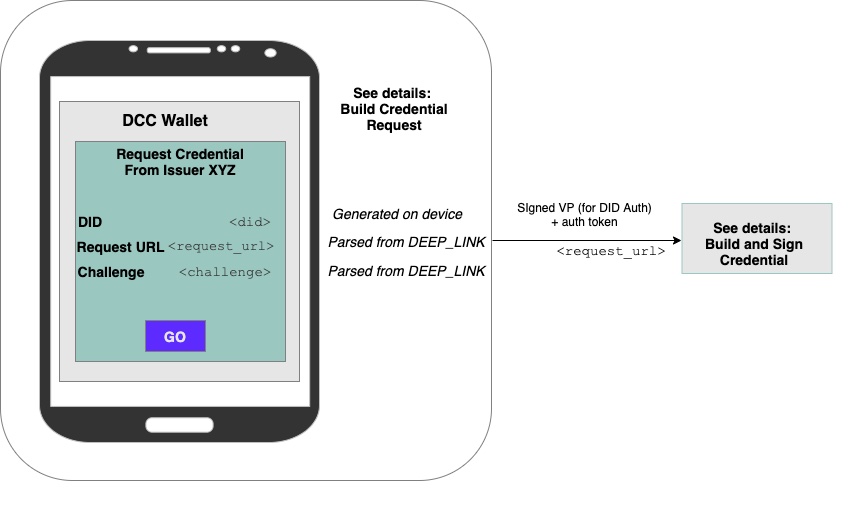 See details:
Build Credential
Request
DCC Wallet
Request Credential
From Issuer XYZ
DID <did> Generated on device
Request URL <request_url> Parsed from DEEP_LINK
Challenge <challenge> Parsed from DEEP_LINK
GO
SIgned VP (for DID Auth)
+ auth token
<request_url>
See details:
Build and Sign
Credential